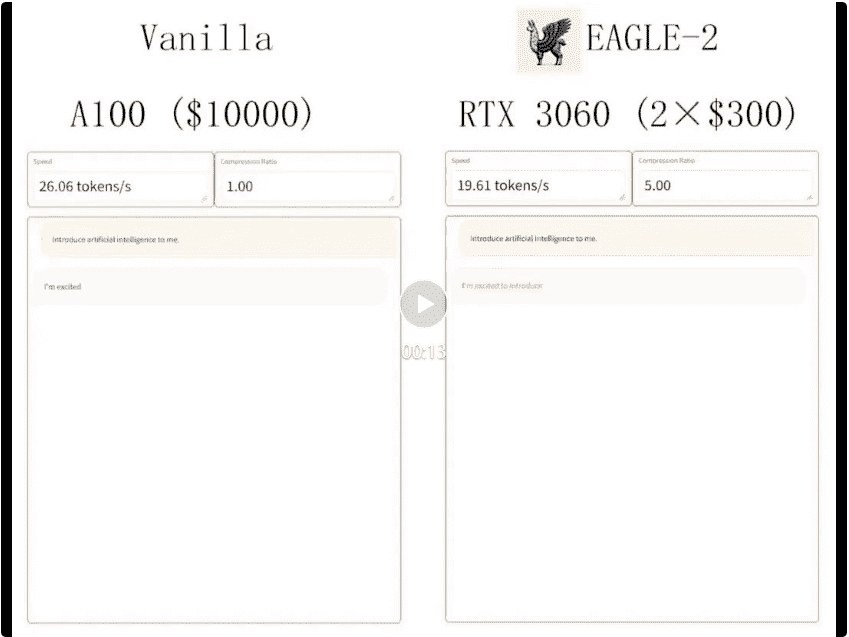 Vanilla
EAGLE-2
A100 ($10000)
RTX 3060 (2×$300)
Speed
26.06 tokens/s
Compression Ratio
1.00
Speed
19.61 tokens/s
Compression Ratio
5.00
Introduce artificial intelligence to me.
Introduce artificial intelligence to me.
I'm excited
I'm excited to introduce
00:13